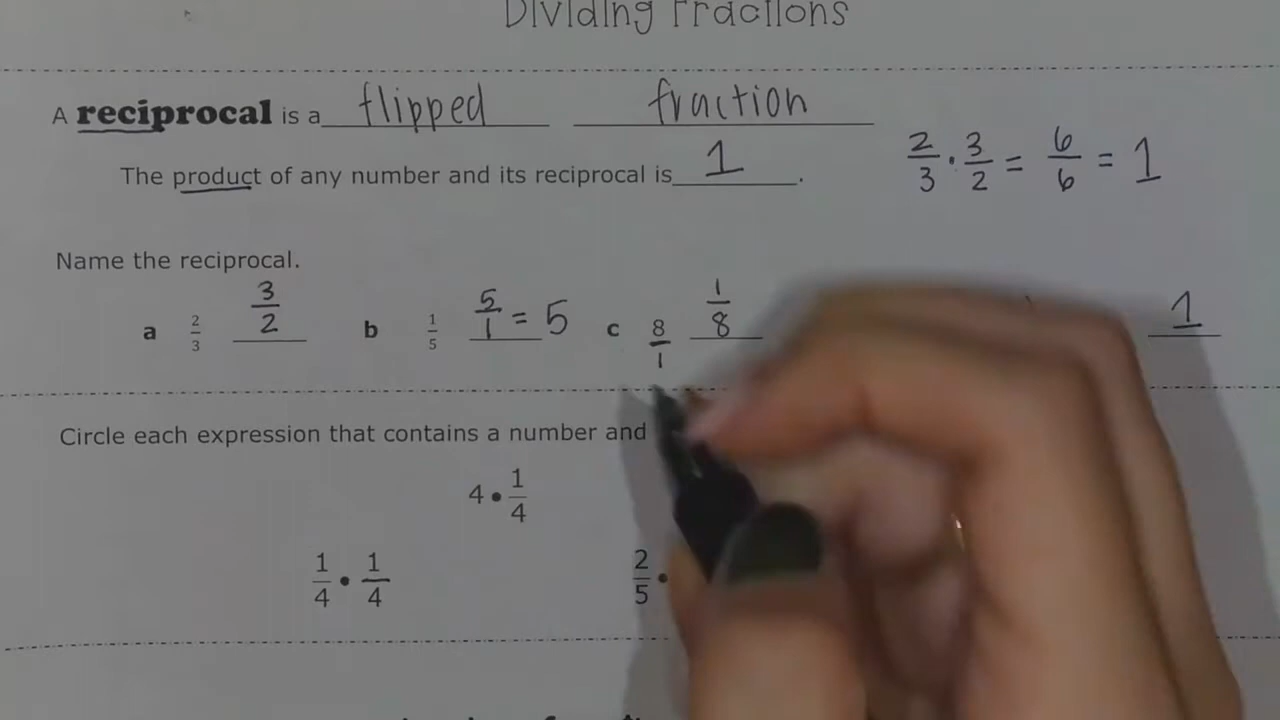 Dividing Fractions
A reciprocal is a flipped fraction
The product of any number and its reciprocal is 1.
2/3 · 3/2 = 6/6 = 1
Name the reciprocal.
a 2/3 3/2 b 1/5 5/1 = 5 c 8/1 1/8 1
Circle each expression that contains a number and
4 • 1/4
1/4 • 1/4 2/5 •